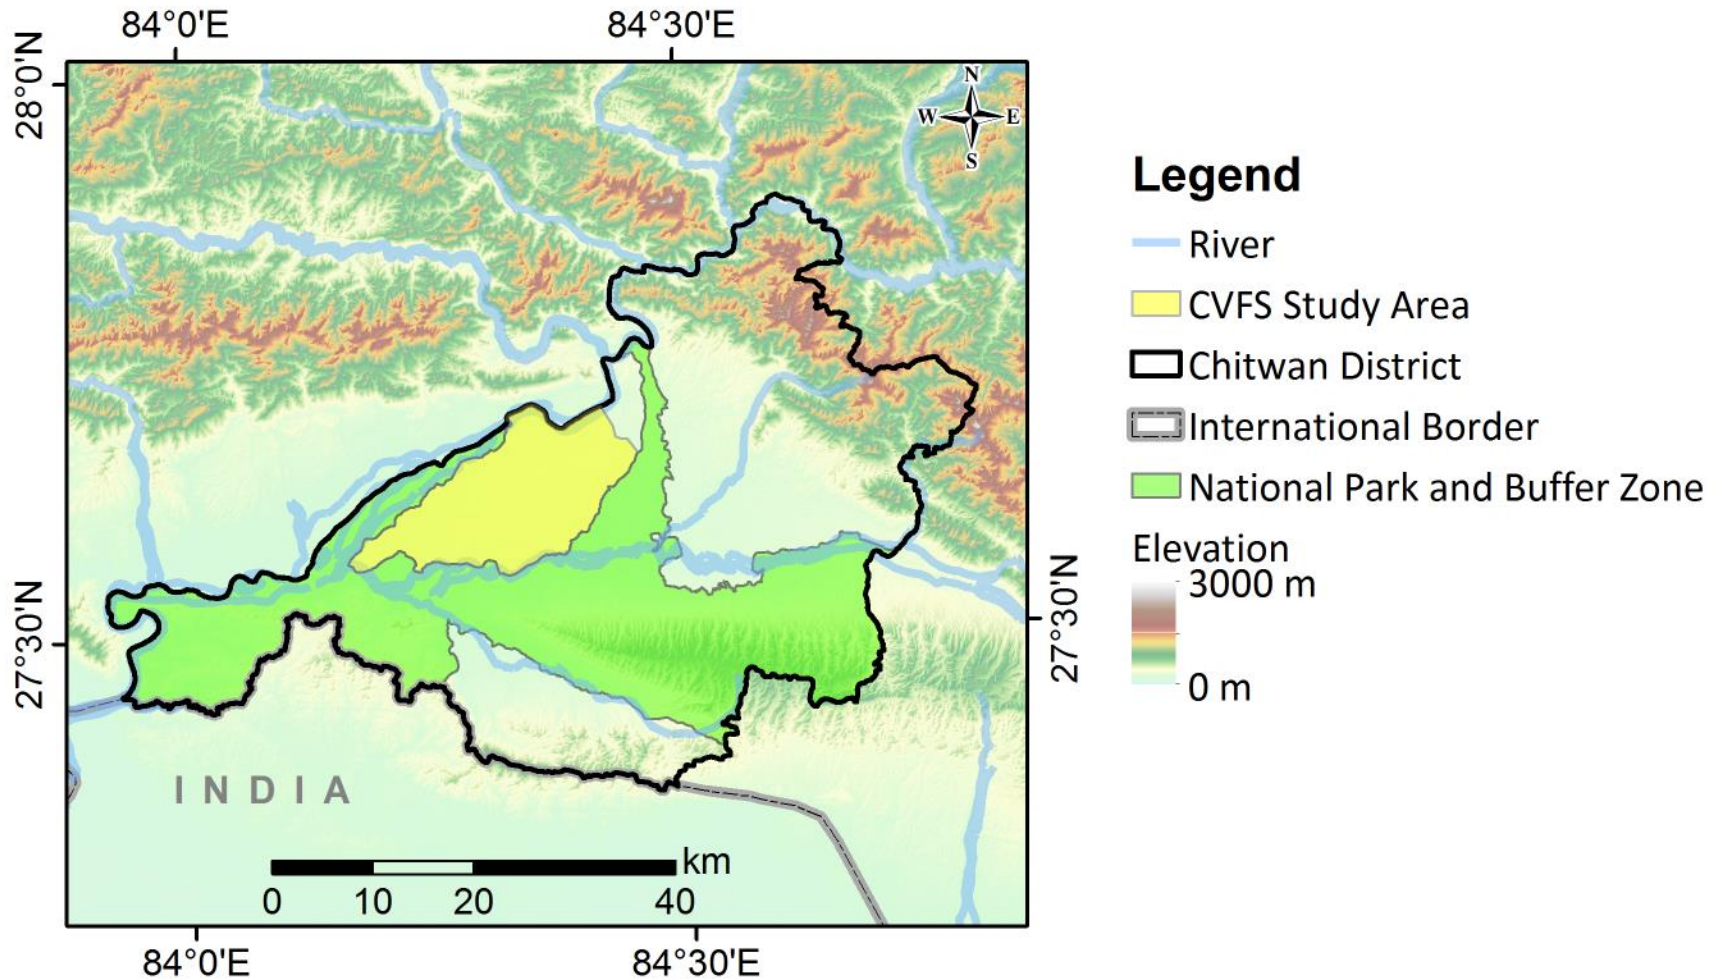 84°0'E 84°30'E
28°0'N
N
W E
S
Legend
River
CVFS Study Area
Chitwan District
International Border
National Park and Buffer Zone
Elevation
3000 m
0 m
27°30'N
27°30'N
INDIA
km
0 10 20 40
84°0'E 84°30'E